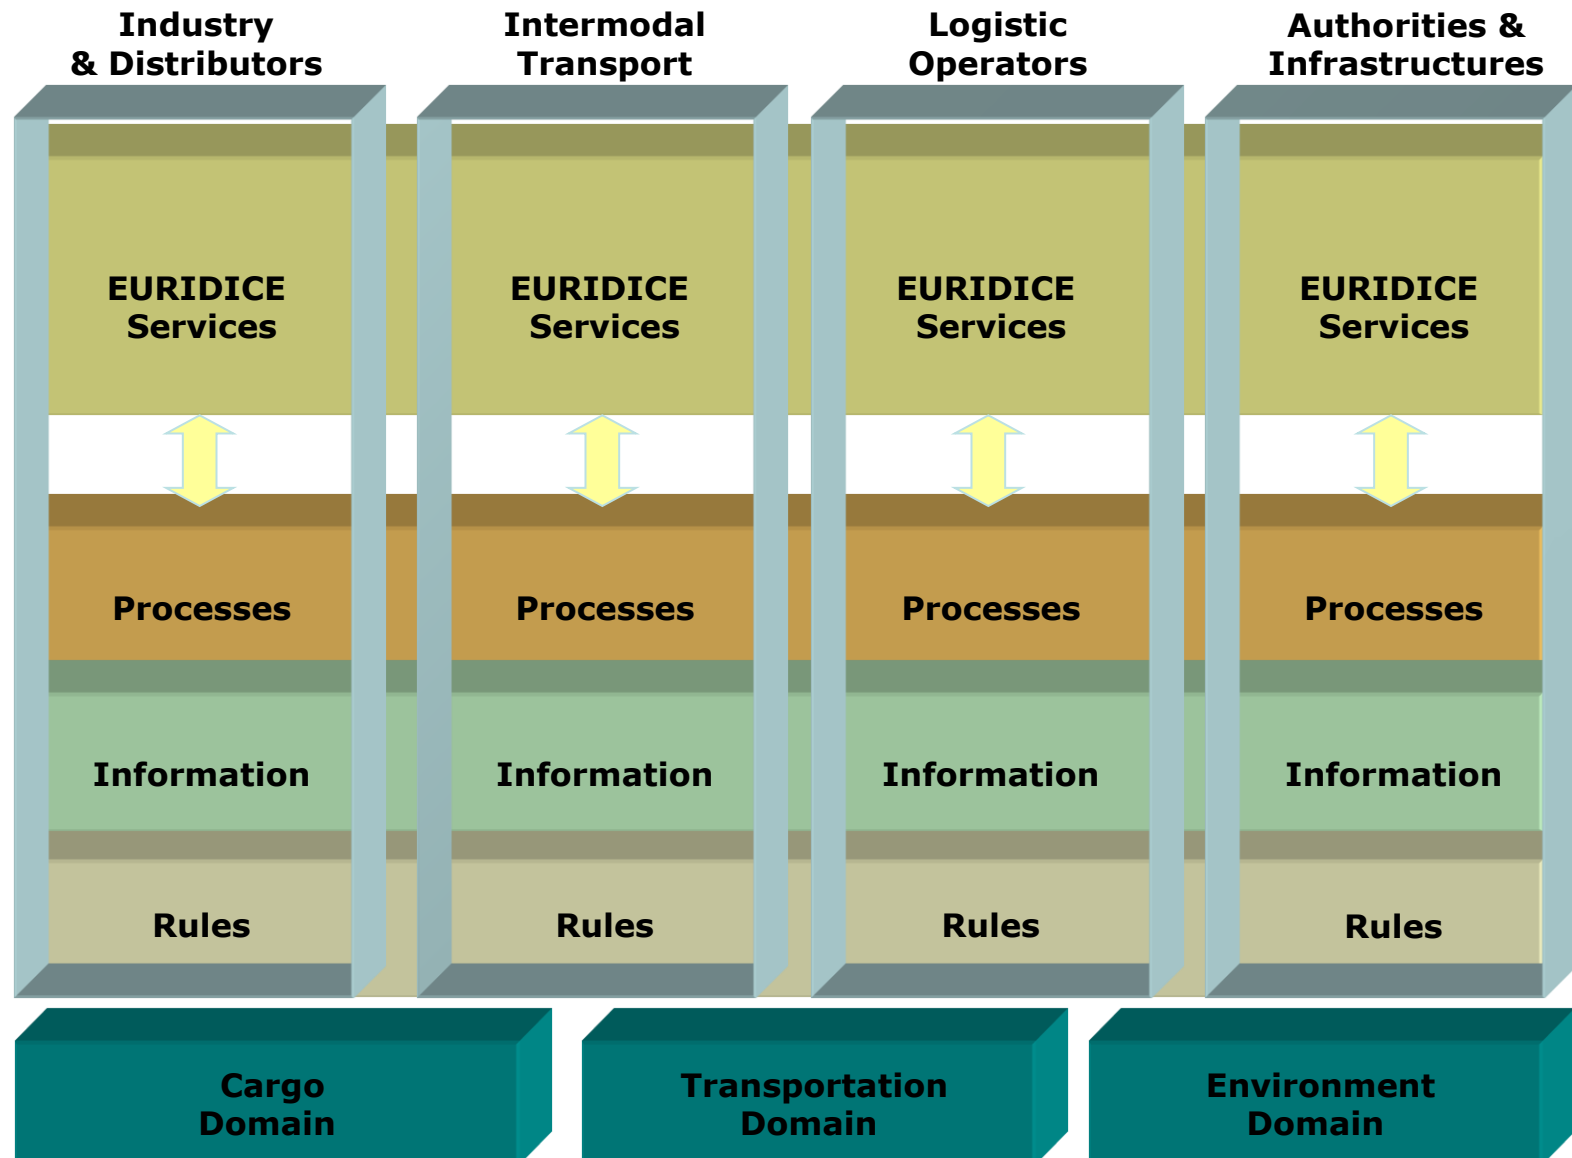 Industry
& Distributors
Intermodal
Transport
Logistic
Operators
Authorities &
Infrastructures
EURIDICE
Services
EURIDICE
Services
EURIDICE
Services
EURIDICE
Services
Processes
Processes
Processes
Processes
Information
Information
Information
Information
Rules
Rules
Rules
Rules
Cargo
Domain
Transportation
Domain
Environment
Domain